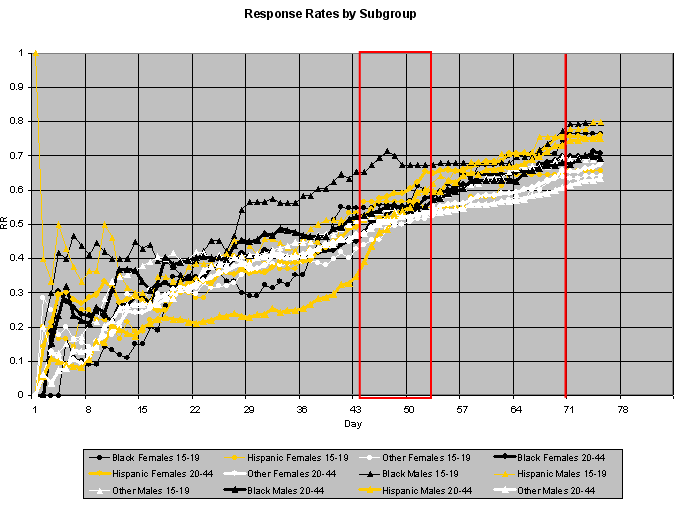 Response Rates by Subgroup
1
0.9
0.8
0.7
0.6
0.5
0.4
0.3
0.2
0.1
0
RR
1 8 15 22 29 36 43 50 57 64 71 78
Day
Black Females 15-19 Hispanic Females 15-19 Other Females 15-19 Black Females 20-44
Hispanic Females 20-44 Other Females 20-44 Black Males 15-19 Hispanic Males 15-19
Other Males 15-19 Black Males 20-44 Hispanic Males 20-44 Other Males 20-44